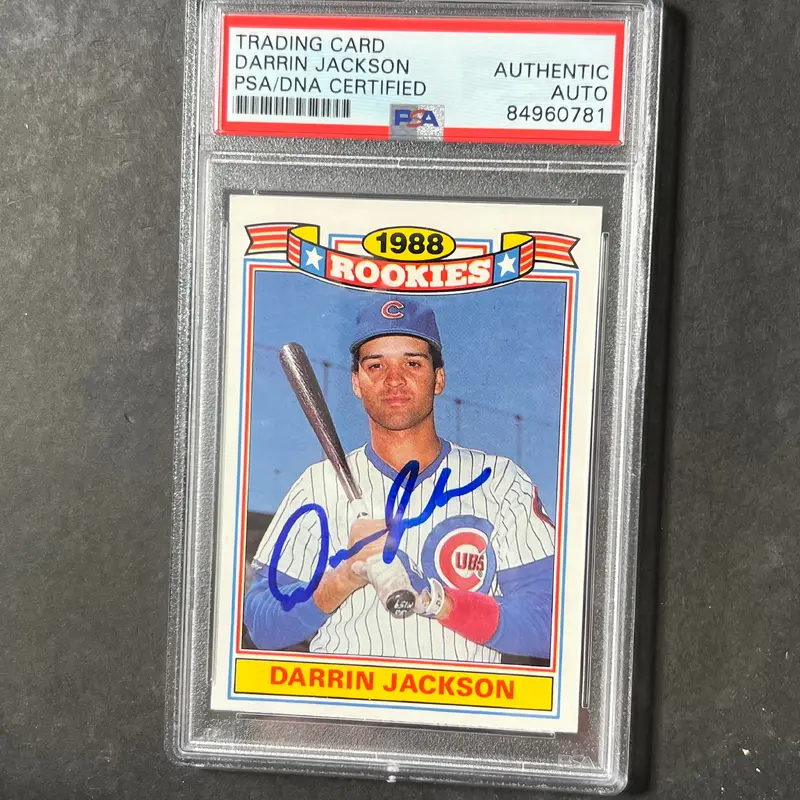 TRADING CARD
DARRIN JACKSON
PSA/DNA CERTIFIED
AUTHENTIC
AUTO
84960781
PSA
1988
ROOKIES
C
CUBS
DARRIN JACKSON